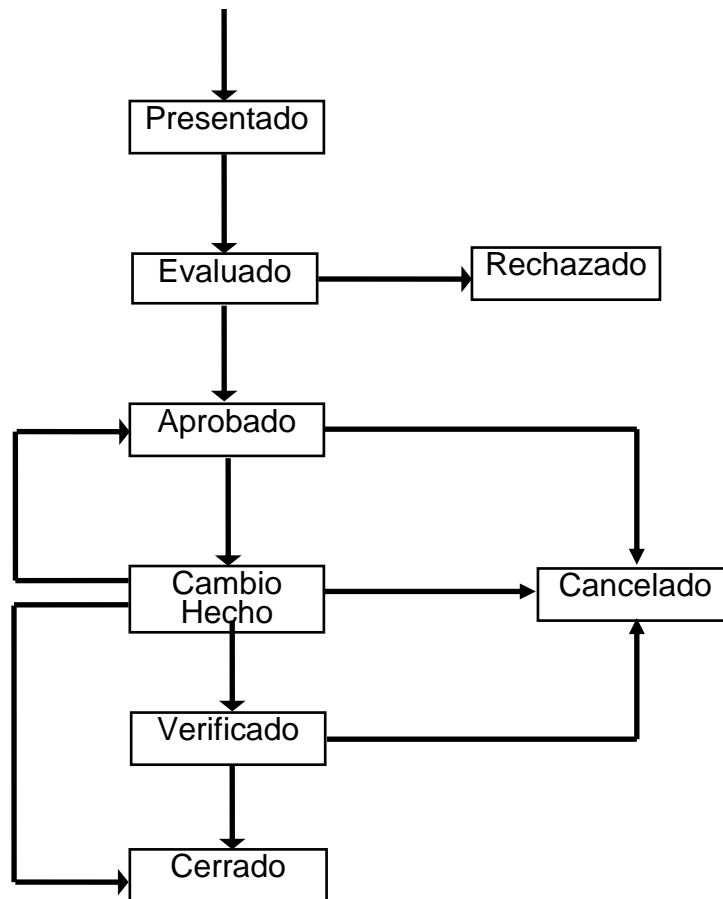 Presentado
Evaluado
Rechazado
Aprobado
Cambio
Hecho
Cancelado
Verificado
Cerrado